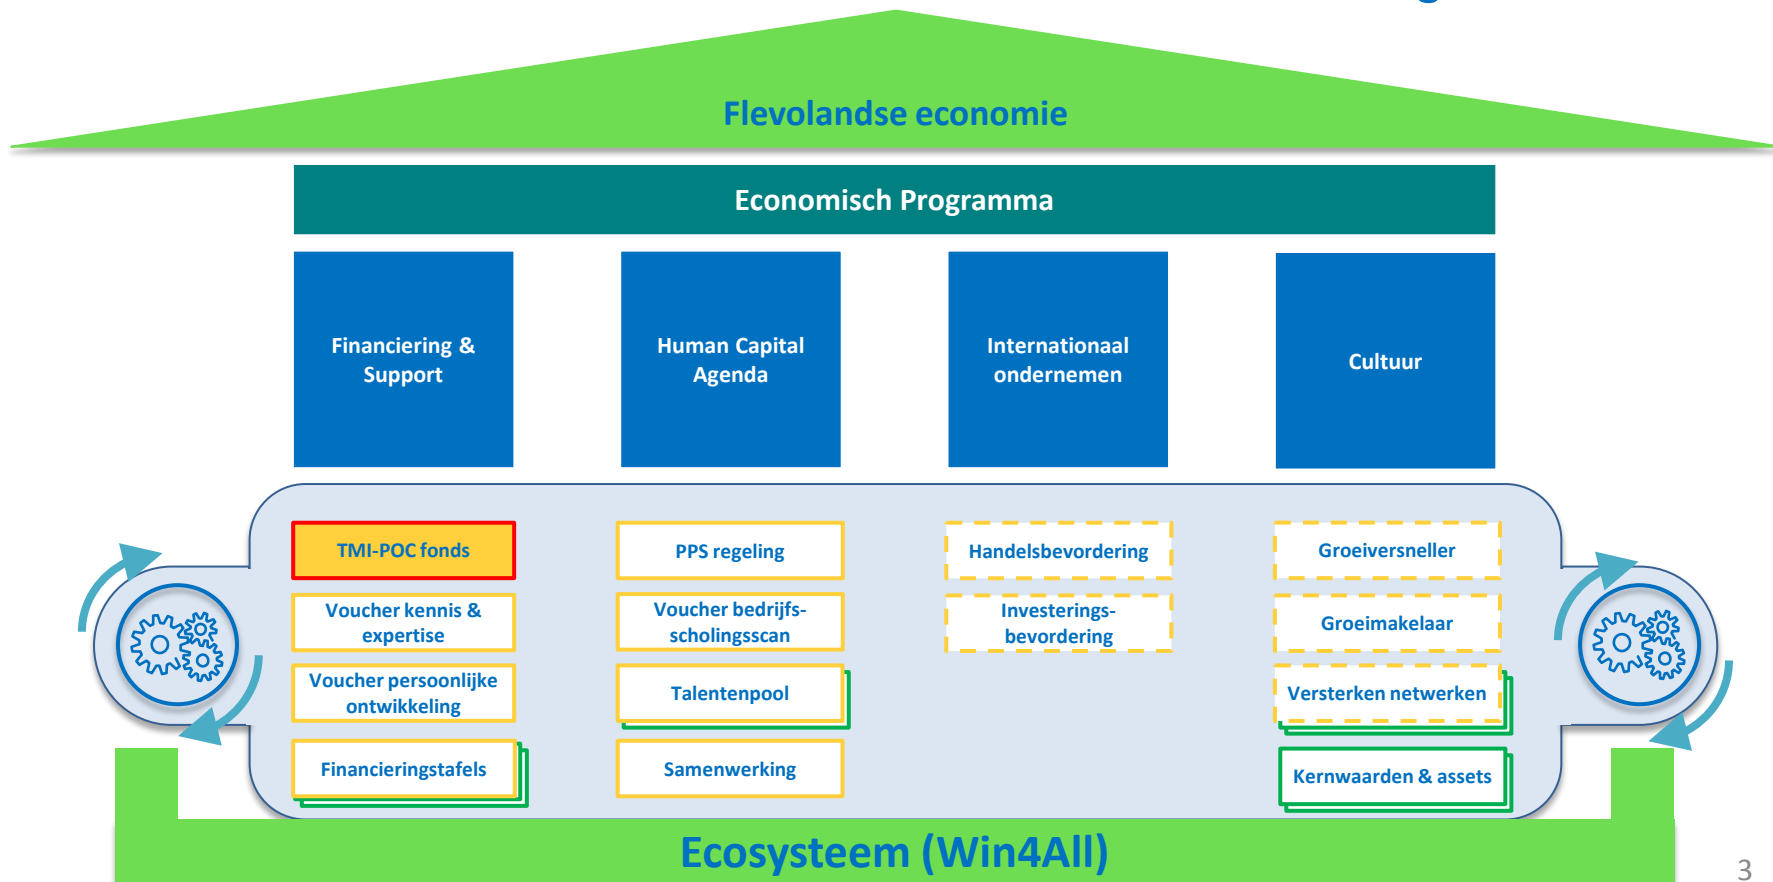 Flevolandse economie
Economisch Programma
Financiering &
Support
Human Capital
Agenda
Internationaal
ondernemen
Cultuur
TMI-POC fonds
Voucher kennis &
expertise
Voucher persoonlijke
ontwikkeling
Financieringstafels
PPS regeling
Voucher bedrijfs-
scholingsscan
Talentenpool
Samenwerking
Handelsbevordering
Investerings-
bevordering
Groeiversneller
Groeimakelaar
Versterken netwerken
Kernwaarden & assets
Ecosysteem (Win4All)
3